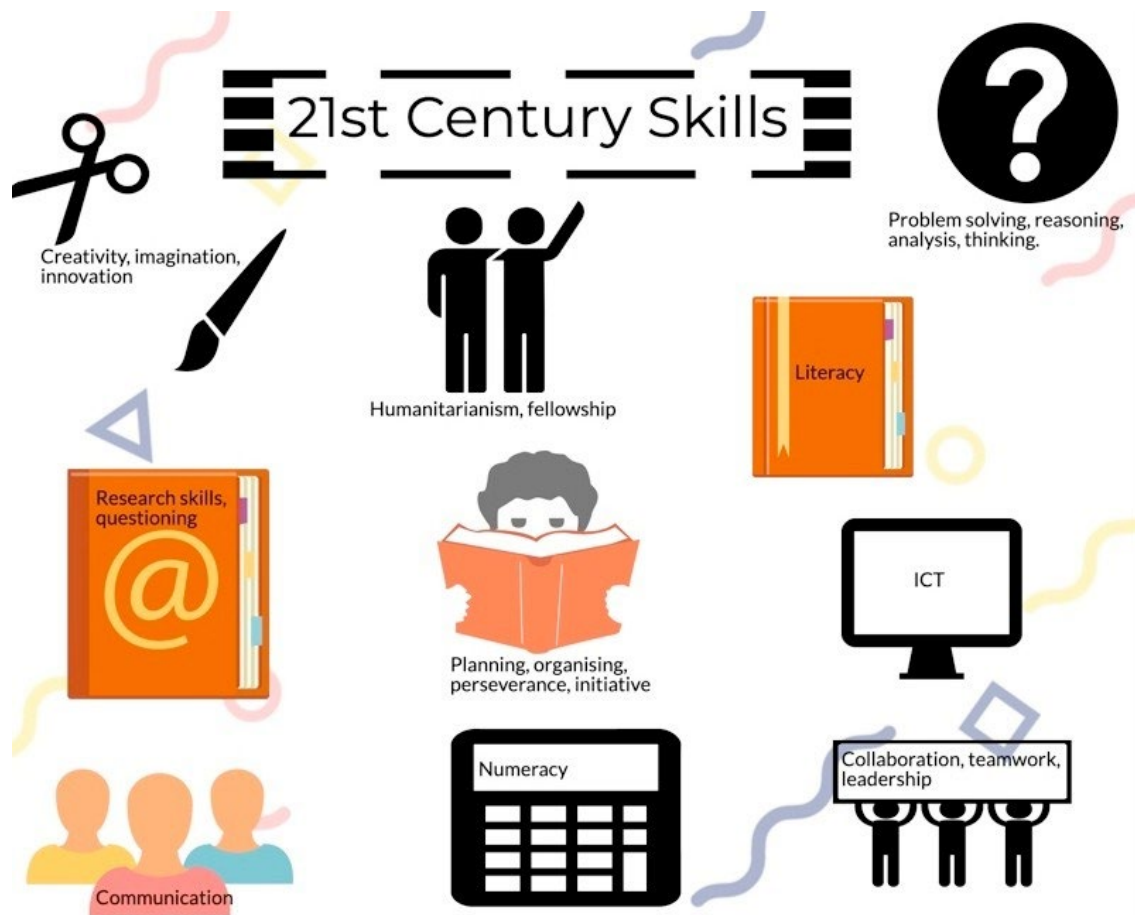 21st Century Skills
Creativity, imagination,
innovation
Problem solving, reasoning,
analysis, thinking.
Humanitarianism, fellowship
Literacy
Research skills,
questioning
@
Planning, organising,
perseverance, initiative
ICT
Communication
Numeracy
Collaboration, teamwork,
leadership